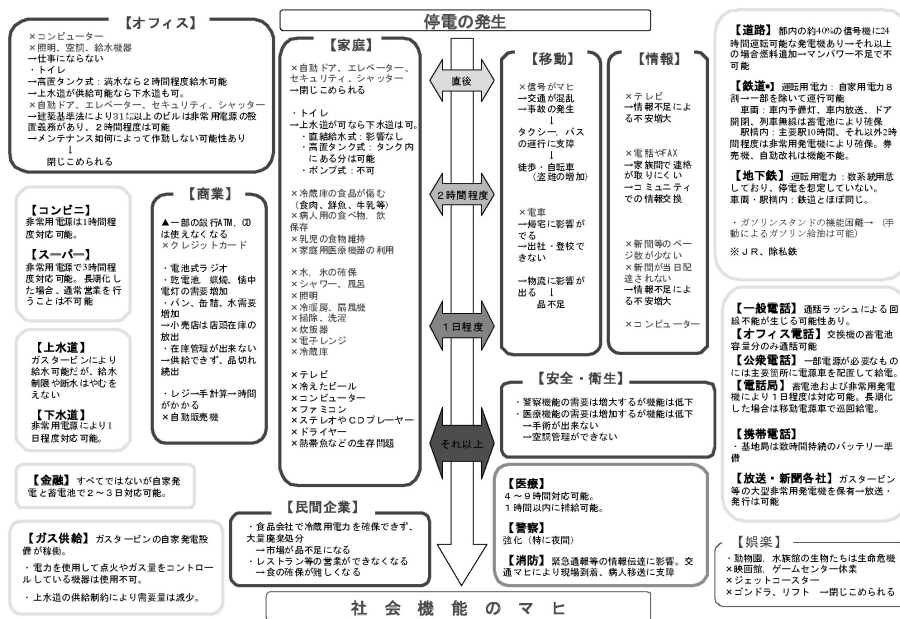 停電の発生
【オフィス】
×コンピューター
×照明、空調、給水機器
→仕事にならない
・トイレ
→高置タンク式：満水なら2時間程度給水可能
→上水道が供給可能なら下水道も可。
×自動ドア、エレベーター、セキュリティ、シャッター
→建築基準法により31m以上のビルは非常用電源の設
置義務があり、2時間程度は可能
→メンテナンス如何によって作動しない可能性あり
↓
閉じこめられる
【コンビニ】
非常用電源は1時間程
度対応可能。
【スーパー】
非常用電源で3時間程度
対応可能。長期化し
た場合、通常営業を行
うことは不可能
【上水道】
ガスタービンにより
給水可能だが、給水
制限や断水はやむを
えない
【下水道】
非常用電源により1
日程度対応可能。
【金融】すべてではないが自家発
電と蓄電池で2～3日対応可能。
【ガス供給】ガスタービンの自家発電設
備が稼働。
・電力を使用して点火やガス量をコントロー
ルしている機器は使用不可。
・上水道の供給制約により需要量は減少。
【商業】
▲一部の銀行ATM、CD
は使えなくなる
×クレジットカード
・電池式ラジオ
・乾電池、蝋燭、懐中
電灯の需要増加
・パン、缶詰、水需要
増加
→小売店は店頭在庫の
放出
・在庫管理が出来ない
→供給できず、品切れ
続出
・レジ→手計算→時間
がかかる
×自動販売機
【家庭】
×自動ドア、エレベーター、
セキュリティ、シャッター
→閉じこめられる
・トイレ
→上水道が可なら下水道は可。
・直結給水式：影響なし
・高置タンク式：タンク内
にある分は可能
・ポンプ式：不可
×冷蔵庫の食品が傷む
（食肉、鮮魚、牛乳等）
×病人用の食べ物，飲
保存
×乳児の食物維持
×家庭用医療機器の利用
×水，氷の確保
×シャワー、風呂
×照明
×冷暖房、扇風機
×掃除、洗濯
×炊飯器
×電子レンジ
×冷蔵庫
×テレビ
×冷えたビール
×コンピューター
×ファミコン
×ステレオやCDプレーヤー
×ドライヤー
×熱帯魚などの生存問題
【民間企業】
・食品会社で冷蔵用電力を確保できず、
大量廃棄処分
→市場が品不足になる
・レストラン等の営業ができなくなる
→食の確保が難しくなる
直後
2時間程度
1日程度
それ以上
【移動】
×信号がマヒ
→交通が混乱
→事故の発生
↓
タクシー，バス
の運行に支障
↓
徒歩・自転車
（盗難の増加）
×電車
→帰宅に影響が
でる
→出社・登校で
きない
→物流に影響が
出る ↓
品不足
【情報】
×テレビ
→情報不足によ
る不安増大
×電話やFAX
→家族間で連絡
が取りにくい
→コミュニティ
での情報交換
×新聞等のペー
ジ数が少ない
×新聞が当日配
達されない
→情報不足によ
る不安増大
×コンピューター
【安全・衛生】
・警察機能の需要は増大するが機能は低下
・医療機能の需要は増加するが機能は低下
→手術が出来ない
→空調管理ができない
【医療】
4～9時間対応可能。
1時間以内に補給可能。
【警察】
強化（特に夜間）
【消防】緊急通報等の情報伝達に影響。交
通マヒにより現場到着、病人移送に支障
【道路】都内の約40%の信号機に24
時間運転可能な発電機あり→それ以上
の場合燃料追加→マンパワー不足で不
可能
【鉄道※】運転用電力：自家用電力8
割→一部を除いて運行可能
車両：車内予備灯、車内放送、ドア
開閉、列車無線は蓄電池により確保
駅構内：主要駅10時間、それ以外2時
間程度は非常用発電機により確保。券
売機、自動改札は機能不能。
【地下鉄】運転用電力：数系統用意
しており、停電を想定していない。
車両・駅構内：鉄道とほぼ同じ。
・ガソリンスタンドの機能困難→（手
動によるガソリン給油は可能）
※JR、除私鉄
【一般電話】通話ラッシュによる回
線不能が生じる可能性あり。
【オフィス電話】交換機の蓄電池
容量分のみ通話可能
【公衆電話】一部電源が必要なもの
には主要箇所に電源車を配置して給電。
【電話局】蓄電池および非常用発電
機により1日程度は対応可能。長期化
した場合は移動電源車で巡回給電。
【携帯電話】
・基地局は数時間持続のバッテリー準
備
【放送・新聞各社】ガスタービン
等の大型非常用発電機を保有→放送・
発行は可能
【娯楽】
・動物園，水族館の生物たちは生命危機
×映画館，ゲームセンター休業
×ジェットコースター
×ゴンドラ、リフト →閉じこめられる
社会機能のマヒ